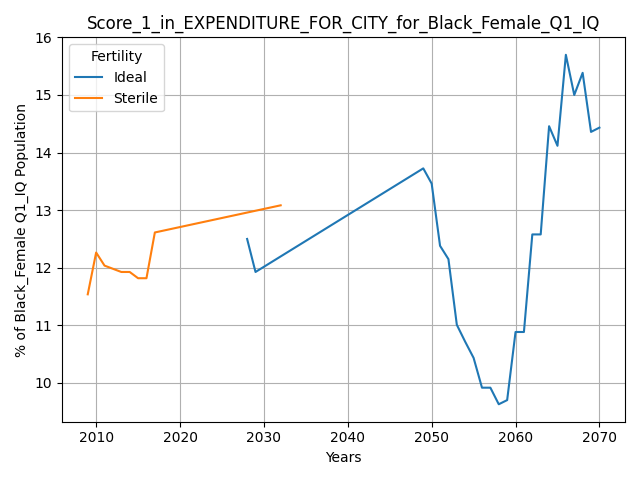 Score_1_in_EXPENDITURE_FOR_CITY_for_Black_Female_Q1_IQ
Fertility
Ideal
Sterile
% of Black_Female Q1_IQ Population
16
15
14
13
12
11
10
2010 2020 2030 2040 2050 2060 2070
Years